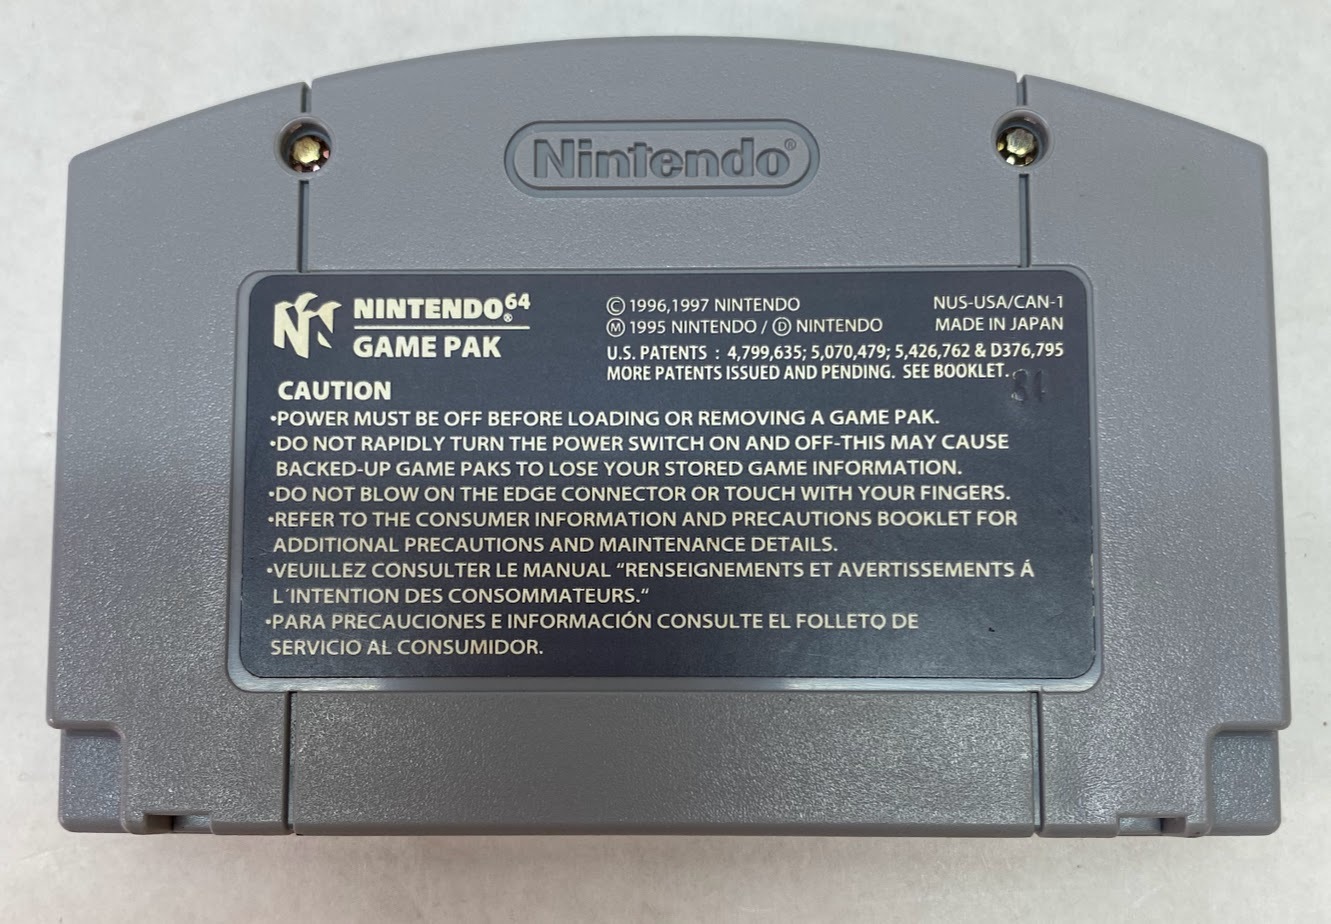 Nintendo®
NINTENDO⁶⁴®
GAME PAK
© 1996,1997 NINTENDO
Ⓜ 1995 NINTENDO / Ⓓ NINTENDO
NUS-USA/CAN-1
MADE IN JAPAN
U.S. PATENTS : 4,799,635; 5,070,479; 5,426,762 & D376,795
MORE PATENTS ISSUED AND PENDING. SEE BOOKLET.
CAUTION
•POWER MUST BE OFF BEFORE LOADING OR REMOVING A GAME PAK.
•DO NOT RAPIDLY TURN THE POWER SWITCH ON AND OFF-THIS MAY CAUSE
BACKED-UP GAME PAKS TO LOSE YOUR STORED GAME INFORMATION.
•DO NOT BLOW ON THE EDGE CONNECTOR OR TOUCH WITH YOUR FINGERS.
•REFER TO THE CONSUMER INFORMATION AND PRECAUTIONS BOOKLET FOR
ADDITIONAL PRECAUTIONS AND MAINTENANCE DETAILS.
•VEUILLEZ CONSULTER LE MANUAL “RENSEIGNEMENTS ET AVERTISSEMENTS Á
L´INTENTION DES CONSOMMATEURS.“
•PARA PRECAUCIONES E INFORMACIÓN CONSULTE EL FOLLETO DE
SERVICIO AL CONSUMIDOR.